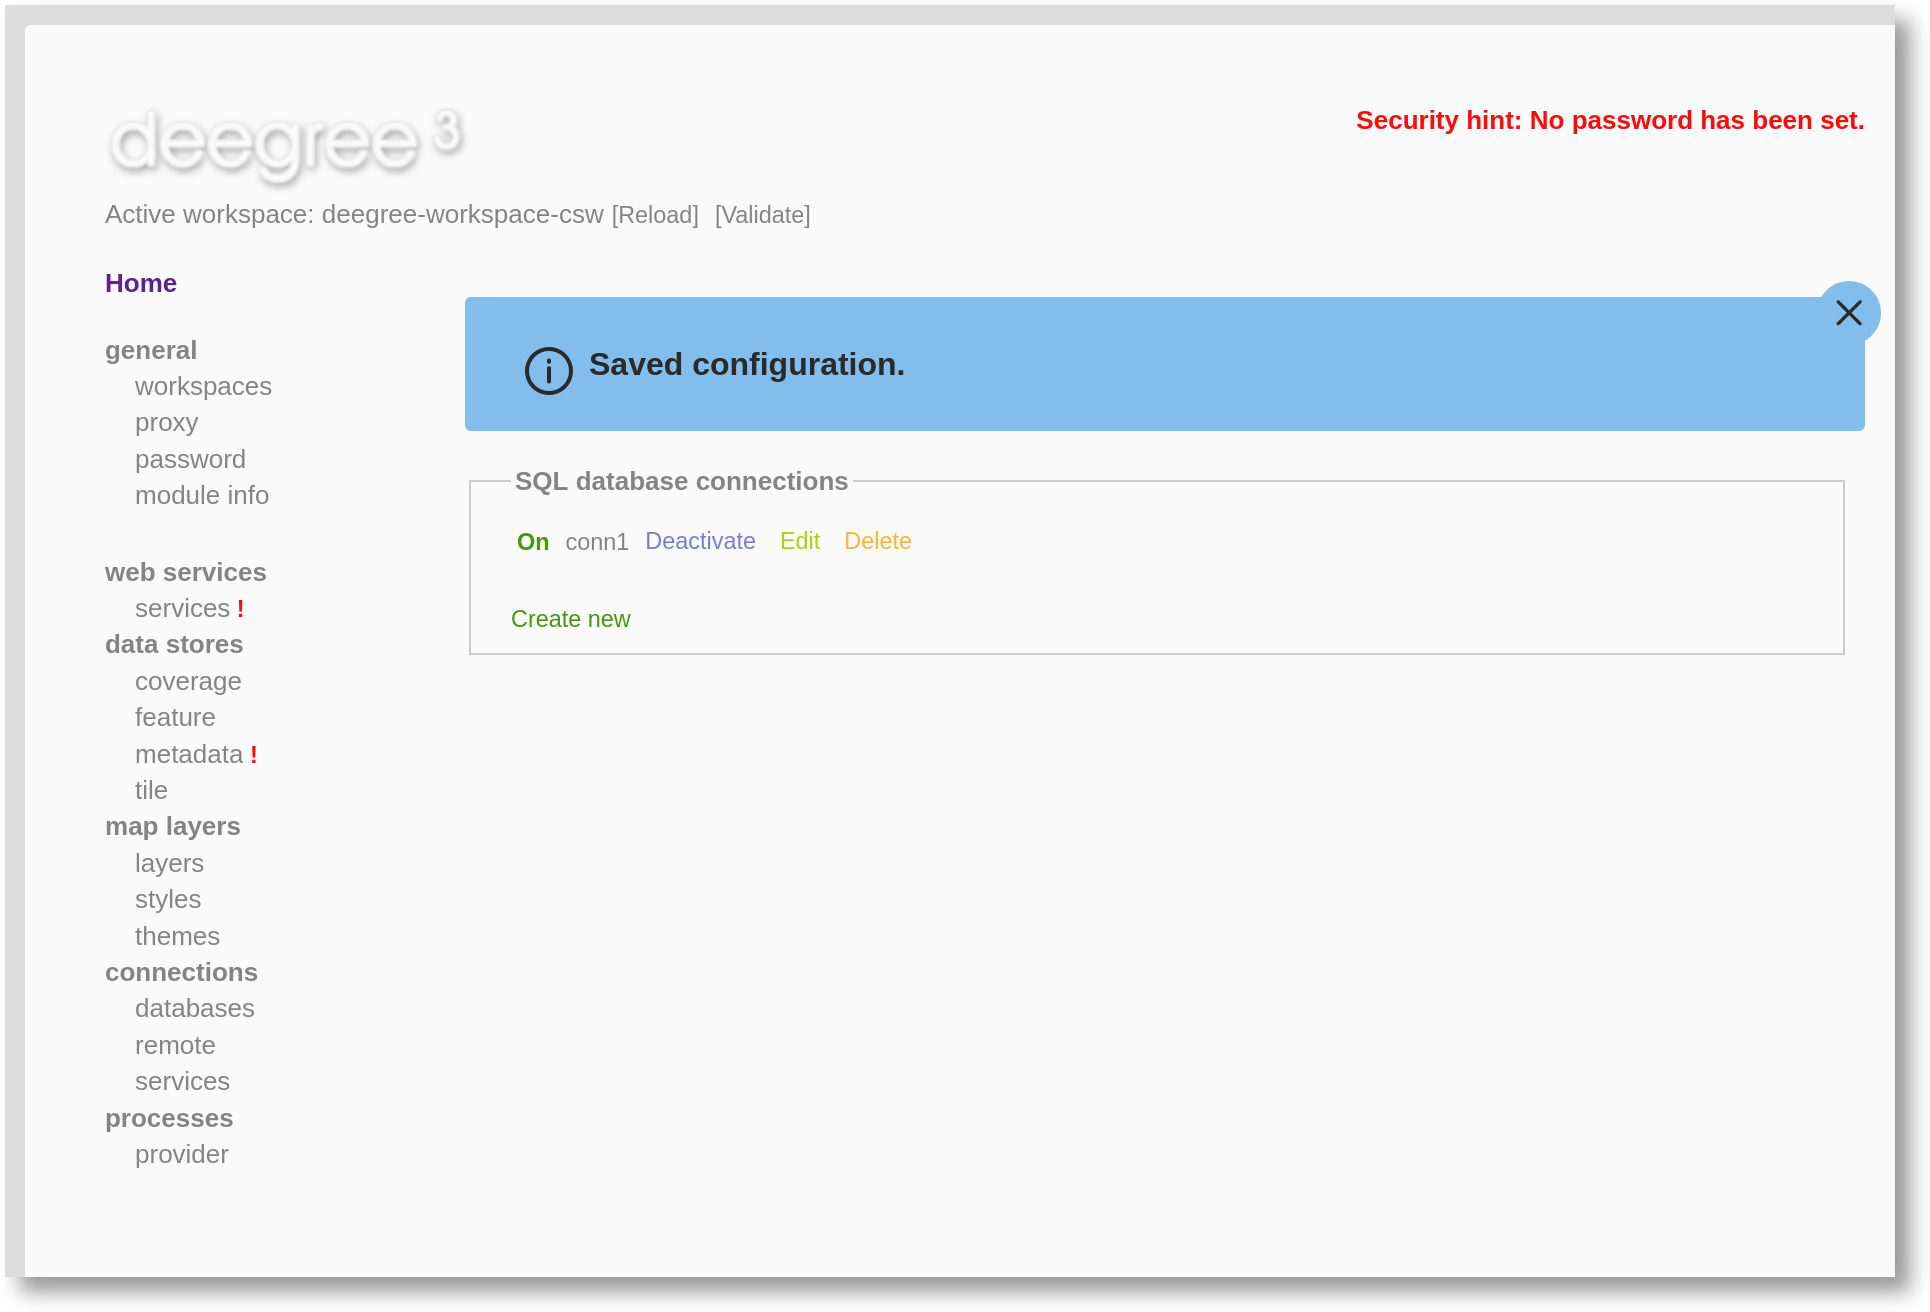 deegree 3
Security hint: No password has been set.
Active workspace: deegree-workspace-csw [Reload] [Validate]
Home
general
workspaces
proxy
password
module info
web services
services !
data stores
coverage
feature
metadata !
tile
map layers
layers
styles
themes
connections
databases
remote
services
processes
provider
Saved configuration.
SQL database connections
On conn1 Deactivate Edit Delete
Create new